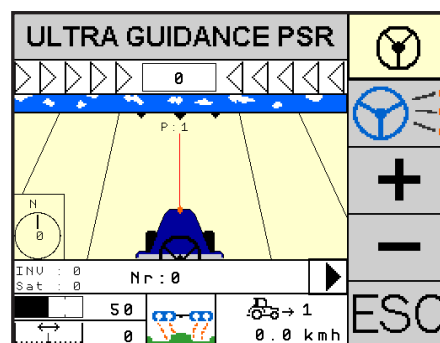 ULTRA GUIDANCE PSR
0
P:1
N
0
INV : 0
Sat : 0
Nr:0
50
→ 1
0
0.0 kmh
+
−
ESC